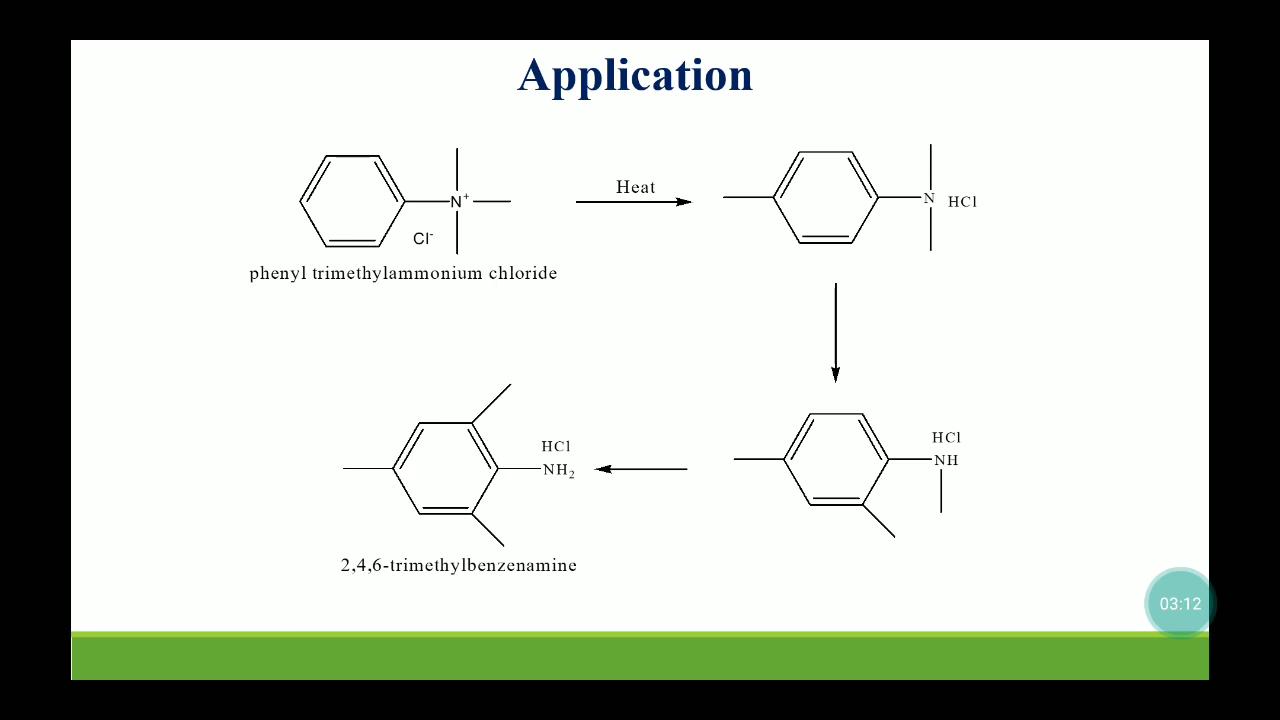 Application
Heat
N+
N
HCl
Cl-
phenyl trimethylammonium chloride
HCl
NH2
HCl
NH
2,4,6-trimethylbenzenamine
03:12